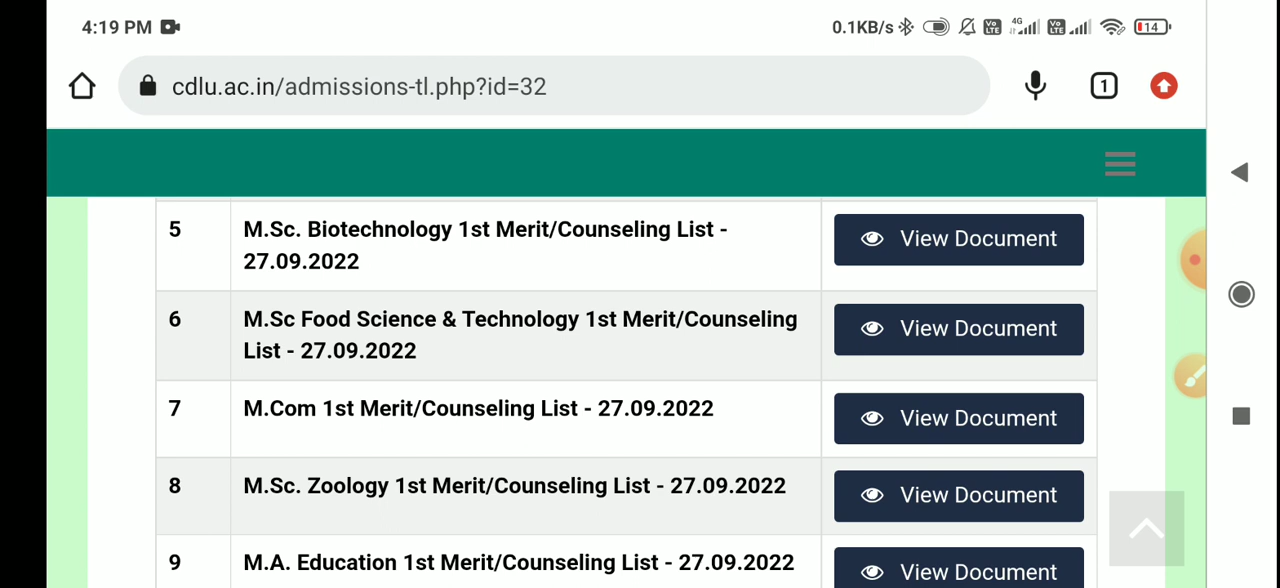 4:19 PM
0.1KB/s
4G
Vo LTE
Vo LTE
14
cdlu.ac.in/admissions-tl.php?id=32
1
5
M.Sc. Biotechnology 1st Merit/Counseling List -
27.09.2022
View Document
6
M.Sc Food Science & Technology 1st Merit/Counseling
List - 27.09.2022
View Document
7
M.Com 1st Merit/Counseling List - 27.09.2022
View Document
8
M.Sc. Zoology 1st Merit/Counseling List - 27.09.2022
View Document
9
M.A. Education 1st Merit/Counseling List - 27.09.2022
View Document